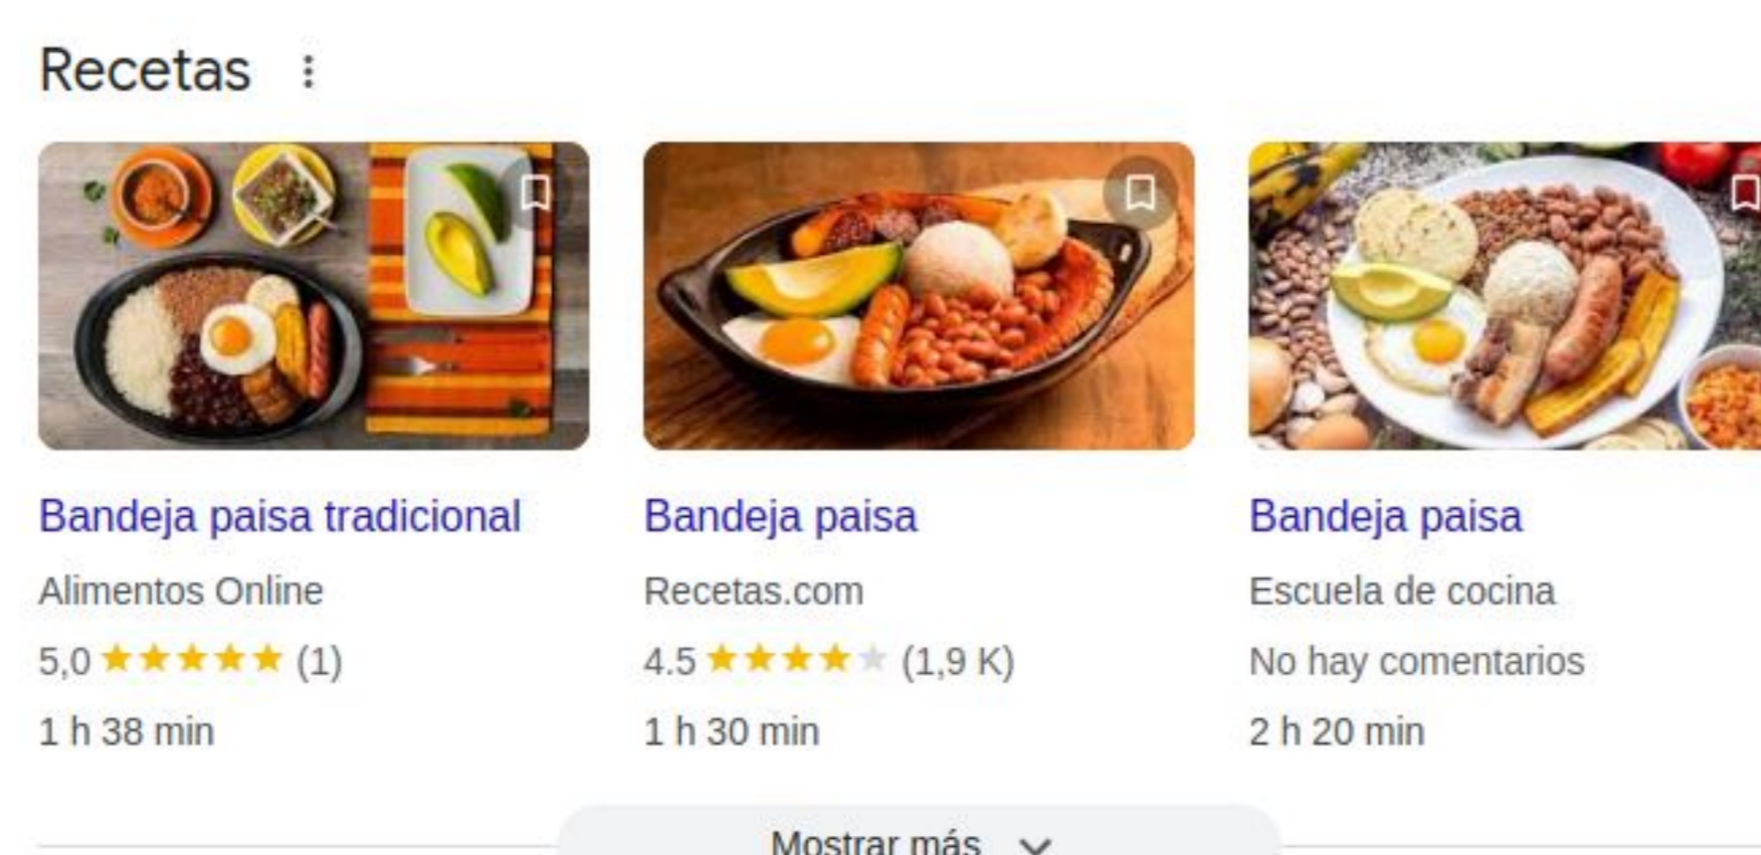 Recetas
Bandeja paisa tradicional
Alimentos Online
5,0 ★★★★★ (1)
1 h 38 min
Bandeja paisa
Recetas.com
4.5 ★★★★★ (1,9 K)
1 h 30 min
Bandeja paisa
Escuela de cocina
No hay comentarios
2 h 20 min
Mostrar más